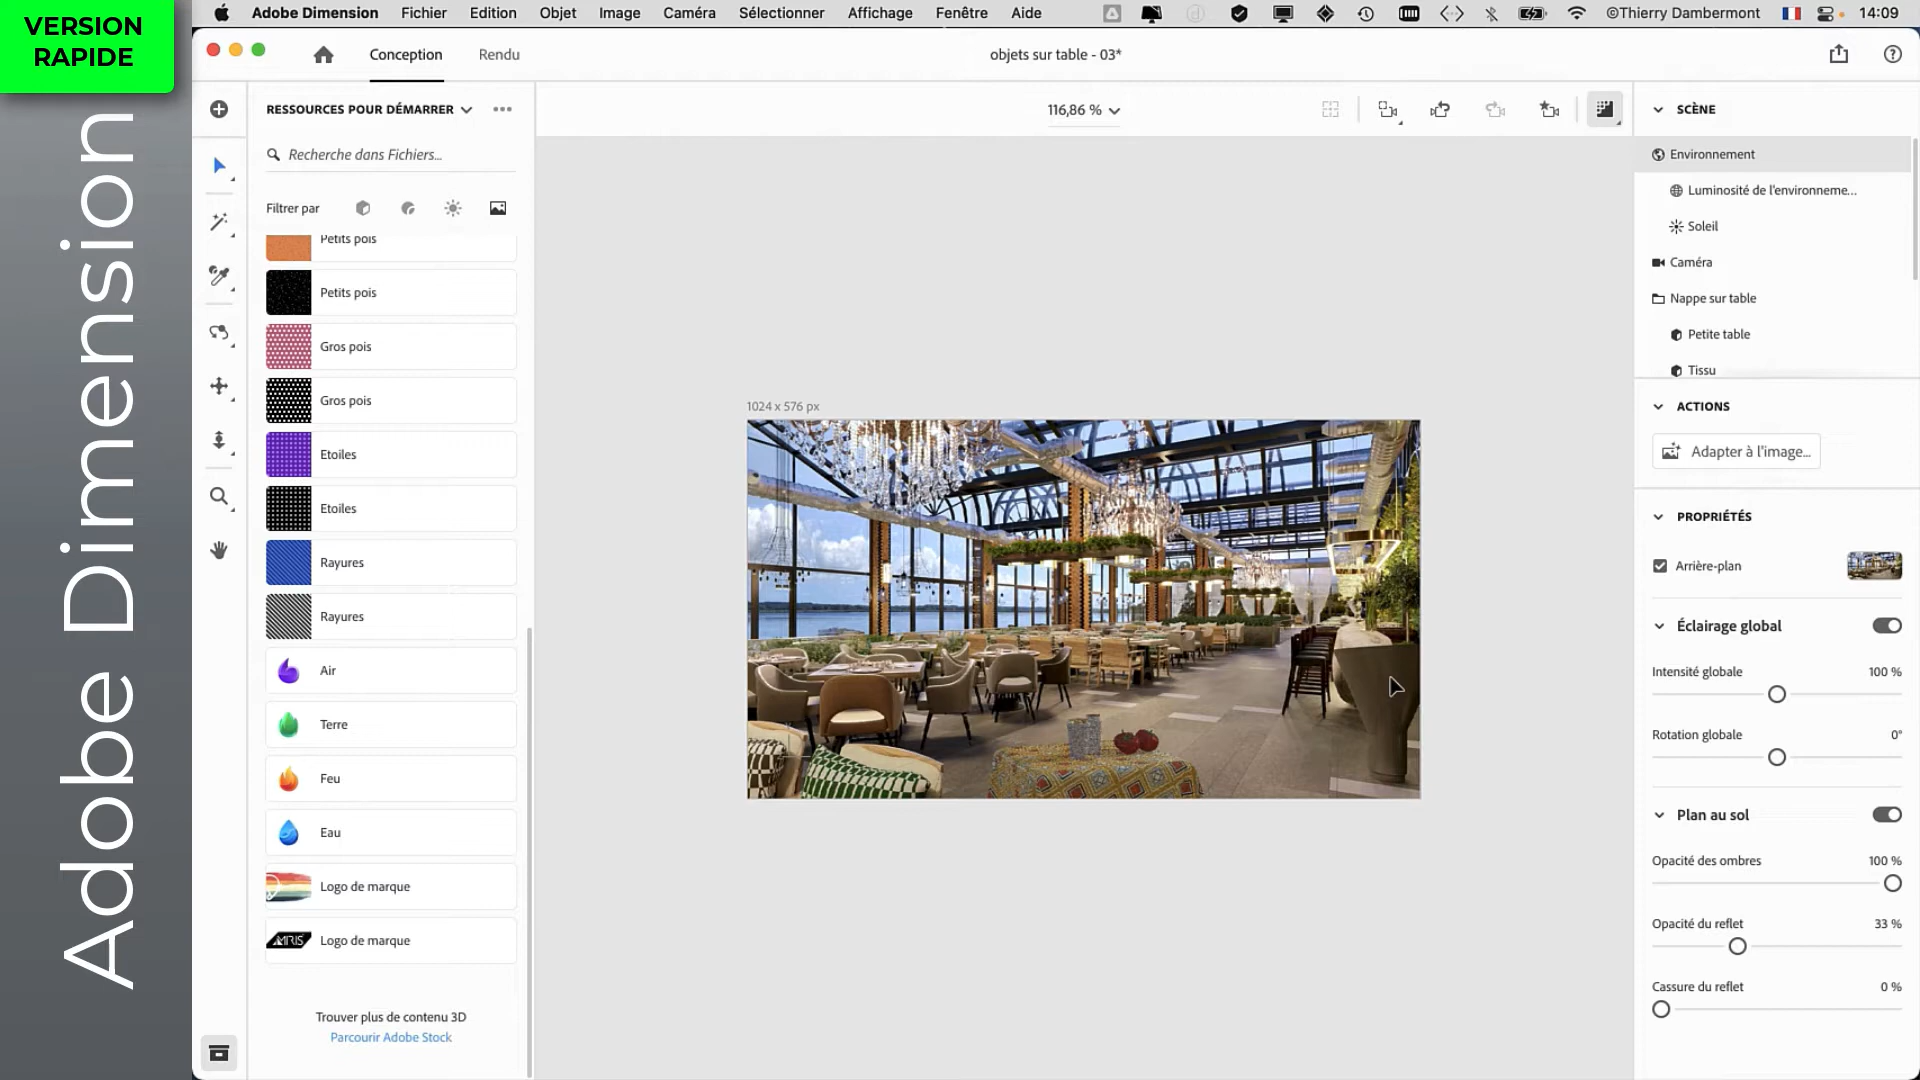 VERSION
RAPIDE
Adobe Dimension
Adobe Dimension Fichier Edition Objet Image Caméra Sélectionner Affichage Fenêtre Aide ©Thierry Dambermont 14:09
Conception Rendu objets sur table - 03*
RESSOURCES POUR DÉMARRER
116,86 %
Recherche dans Fichiers...
Filtrer par
Petits pois
Petits pois
Gros pois
Gros pois
Etoiles
Etoiles
Rayures
Rayures
Air
Terre
Feu
Eau
Logo de marque
MRIS Logo de marque
Trouver plus de contenu 3D
Parcourir Adobe Stock
1024 x 576 px
SCÈNE
Environnement
Luminosité de l'environneme...
Soleil
Caméra
Nappe sur table
Petite table
Tissu
ACTIONS
Adapter à l'image...
PROPRIÉTÉS
Arrière-plan
Éclairage global
Intensité globale 100 %
Rotation globale 0°
Plan au sol
Opacité des ombres 100 %
Opacité du reflet 33 %
Cassure du reflet 0 %